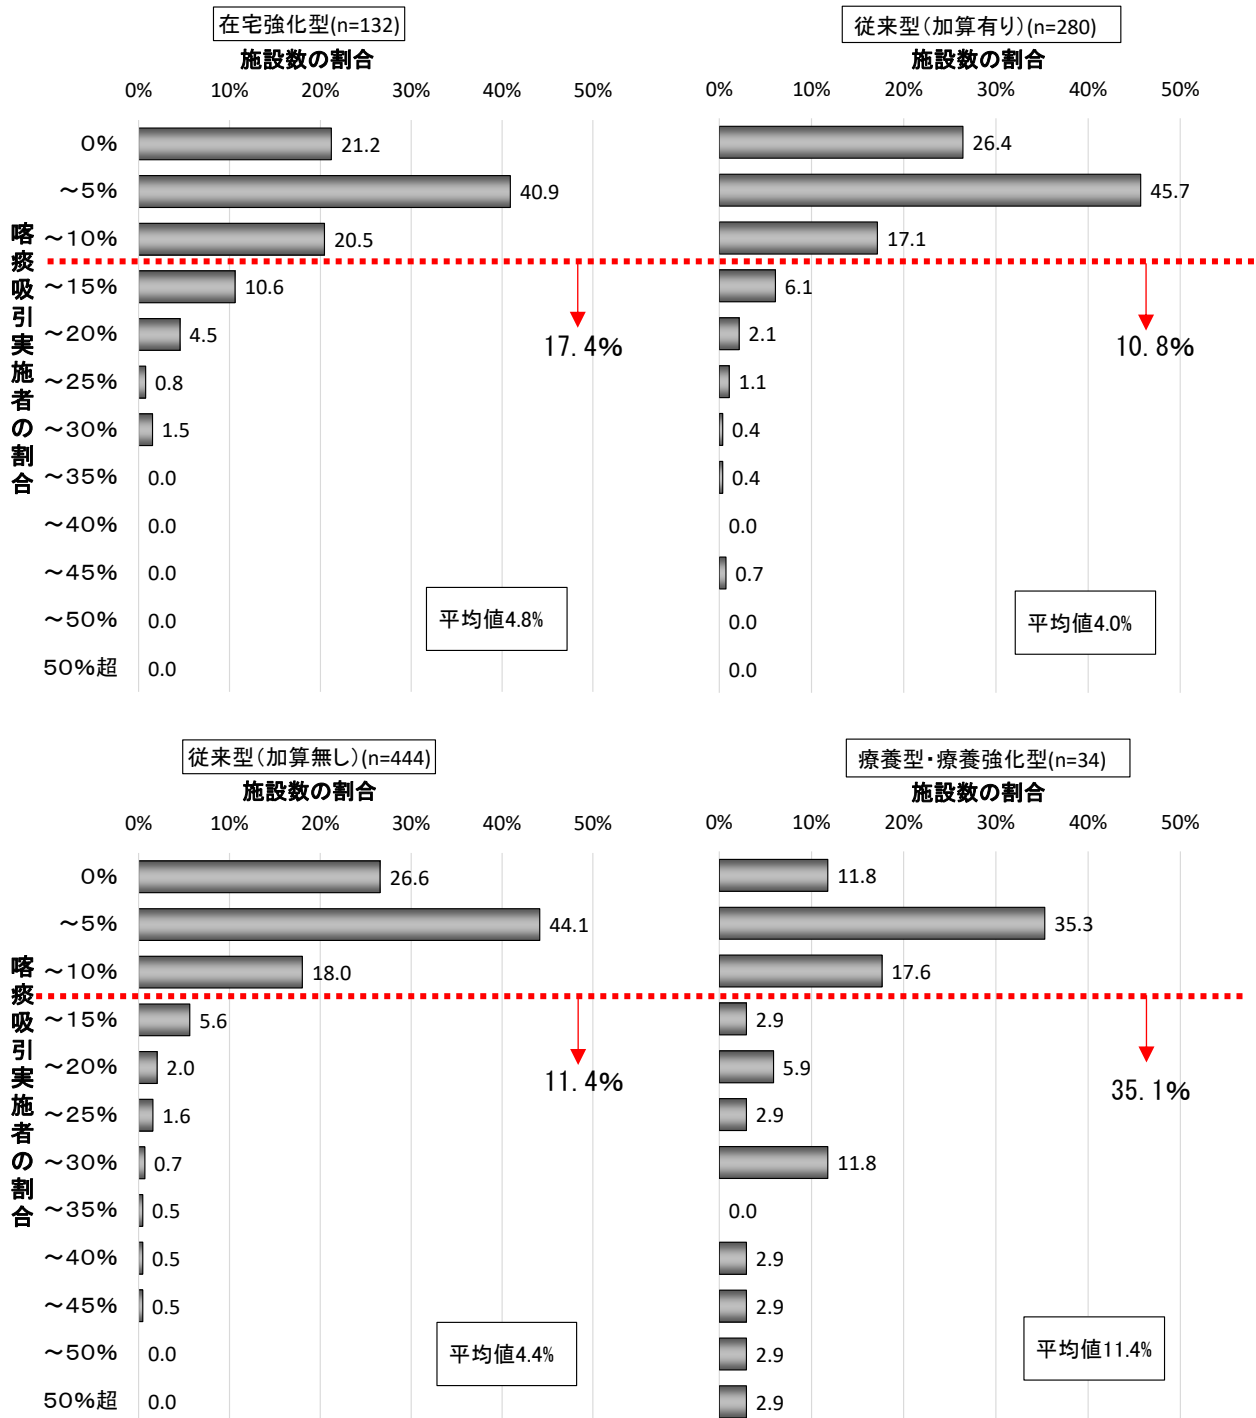 在宅強化型(n=132)
施設数の割合
0% 10% 20% 30% 40% 50%
喀痰吸引実施者の割合
0% 21.2
～5% 40.9
～10% 20.5
～15% 10.6
～20% 4.5
～25% 0.8
～30% 1.5
～35% 0.0
～40% 0.0
～45% 0.0
～50% 0.0
50%超 0.0
17.4%
平均値4.8%
従来型（加算有り）(n=280)
施設数の割合
0% 10% 20% 30% 40% 50%
26.4
45.7
17.1
6.1
2.1
1.1
0.4
0.4
0.0
0.7
0.0
0.0
10.8%
平均値4.0%
従来型（加算無し）(n=444)
施設数の割合
0% 10% 20% 30% 40% 50%
喀痰吸引実施者の割合
0% 26.6
～5% 44.1
～10% 18.0
～15% 5.6
～20% 2.0
～25% 1.6
～30% 0.7
～35% 0.5
～40% 0.5
～45% 0.5
～50% 0.0
50%超 0.0
11.4%
平均値4.4%
療養型・療養強化型(n=34)
施設数の割合
0% 10% 20% 30% 40% 50%
11.8
35.3
17.6
2.9
5.9
2.9
11.8
0.0
2.9
2.9
2.9
2.9
35.1%
平均値11.4%